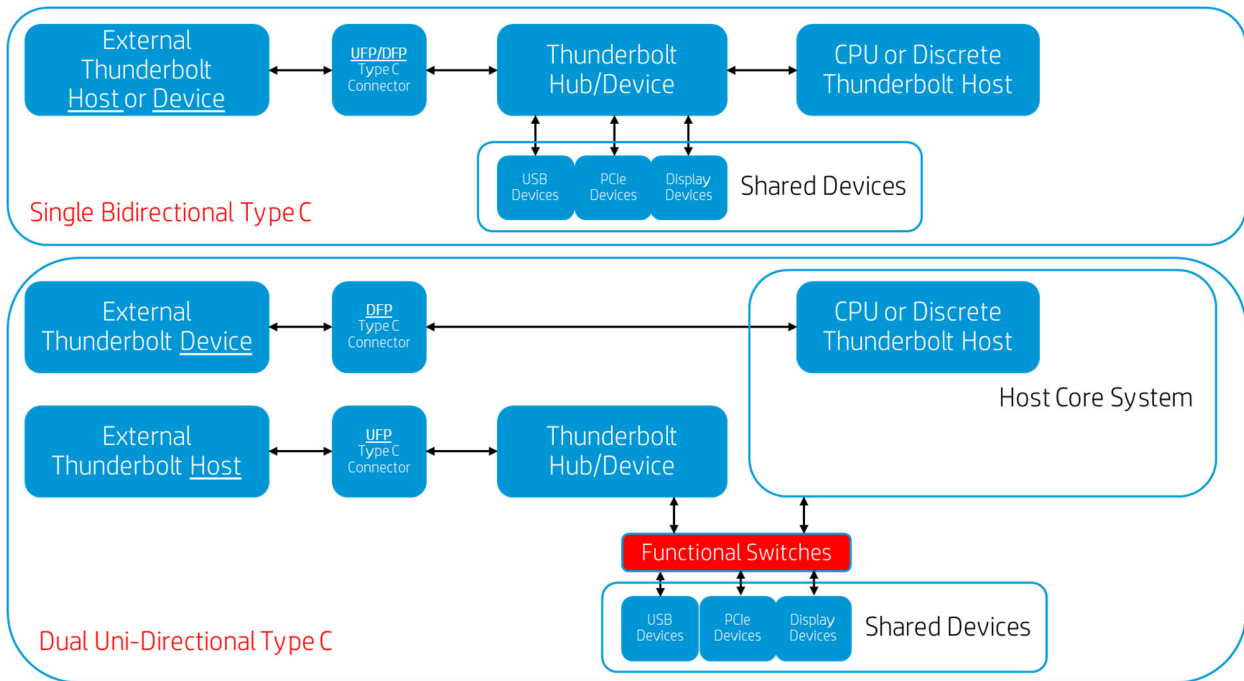 External
Thunderbolt
Host or Device
UFP/DFP
Type C
Connector
Thunderbolt
Hub/Device
CPU or Discrete
Thunderbolt Host
USB
Devices
PCIe
Devices
Display
Devices
Shared Devices
Single Bidirectional Type C
External
Thunderbolt Device
DFP
Type C
Connector
CPU or Discrete
Thunderbolt Host
Host Core System
External
Thunderbolt Host
UFP
Type C
Connector
Thunderbolt
Hub/Device
Functional Switches
USB
Devices
PCIe
Devices
Display
Devices
Shared Devices
Dual Uni-Directional Type C